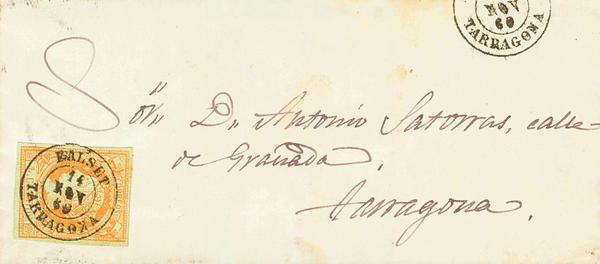 NOV
60
TARRAGONA
Sor. D. Antonio Satorras, calle
de Granada.
Tarragona.
FALSET
14
NOV
60
TARRAGONA